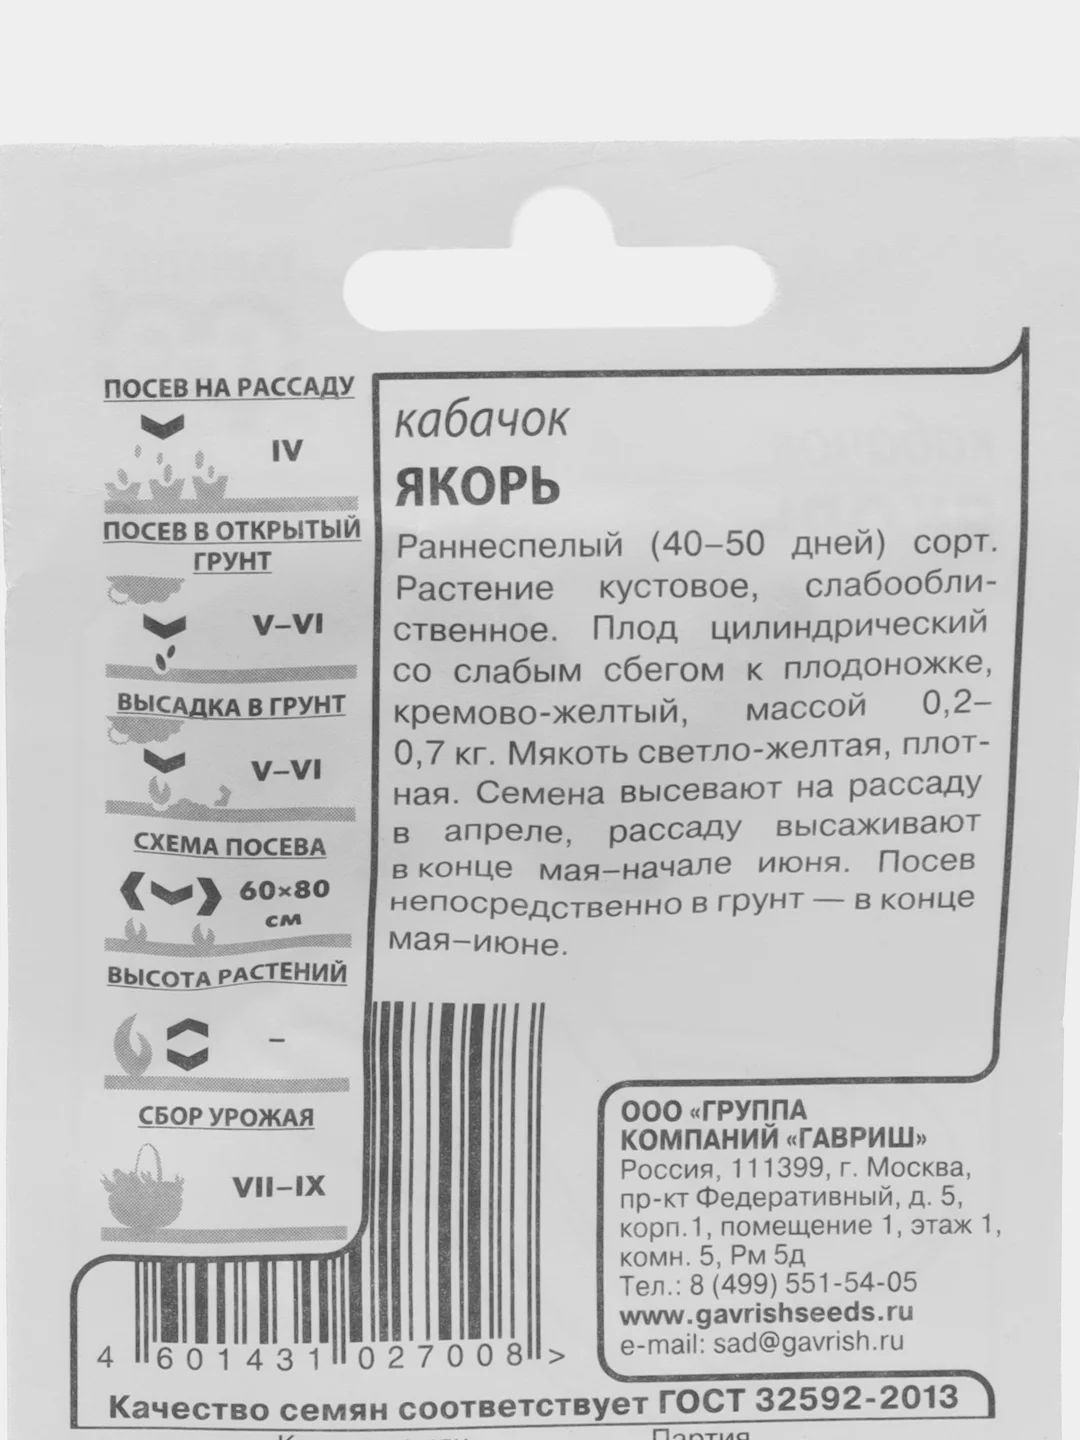 ПОСЕВ НА РАССАДУ
IV
ПОСЕВ В ОТКРЫТЫЙ
ГРУНТ
V–VI
ВЫСАДКА В ГРУНТ
V–VI
СХЕМА ПОСЕВА
60×80
см
ВЫСОТА РАСТЕНИЙ
–
СБОР УРОЖАЯ
VII–IX
кабачок
ЯКОРЬ
Раннеспелый (40–50 дней) сорт.
Растение кустовое, слабообли-
ственное. Плод цилиндрический
со слабым сбегом к плодоножке,
кремово-желтый, массой 0,2–
0,7 кг. Мякоть светло-желтая, плот-
ная. Семена высевают на рассаду
в апреле, рассаду высаживают
в конце мая–начале июня. Посев
непосредственно в грунт — в конце
мая–июне.
ООО «ГРУППА
КОМПАНИЙ «ГАВРИШ»
Россия, 111399, г. Москва,
пр-кт Федеративный, д. 5,
корп.1, помещение 1, этаж 1,
комн. 5, Рм 5д
Тел.: 8 (499) 551-54-05
www.gavrishseeds.ru
e-mail: sad@gavrish.ru
4 601431 027008 >
Качество семян соответствует ГОСТ 32592-2013
Партия